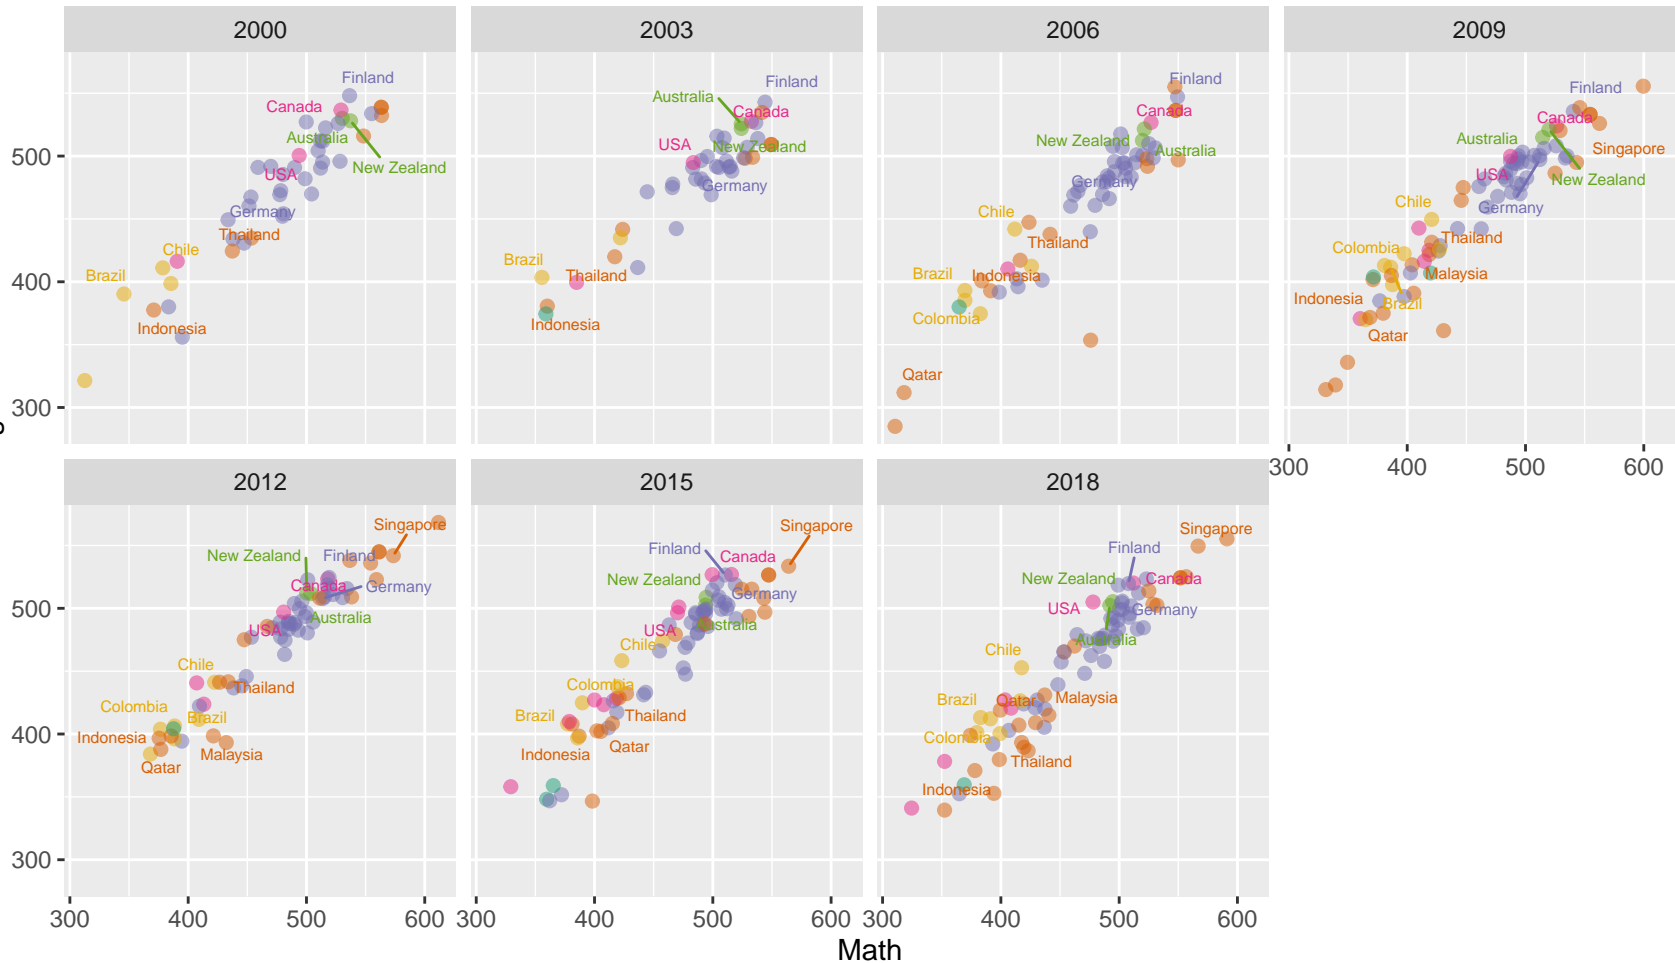 2000
2003
2006
2009
Finland
Canada
Australia
New Zealand
USA
Germany
Thailand
Chile
Brazil
Indonesia
Finland
Australia
Canada
USA
New Zealand
Germany
Brazil
Thailand
Indonesia
Finland
Canada
New Zealand
Australia
Germany
Chile
Thailand
Indonesia
Brazil
Colombia
Qatar
Finland
Canada
Australia
Singapore
USA
New Zealand
Germany
Chile
Thailand
Colombia
Malaysia
Indonesia
Brazil
Qatar
500
400
300
300 400 500 600
2012
2015
2018
Singapore
New Zealand
Finland
Canada
Germany
Australia
USA
Chile
Thailand
Colombia
Brazil
Indonesia
Malaysia
Qatar
Singapore
Finland
Canada
New Zealand
Germany
Australia
USA
Chile
Colombia
Brazil
Thailand
Indonesia
Qatar
Singapore
Finland
New Zealand
Canada
USA
Germany
Australia
Chile
Brazil
Qatar
Malaysia
Colombia
Thailand
Indonesia
500
400
300
300 400 500 600
300 400 500 600
300 400 500 600
Math